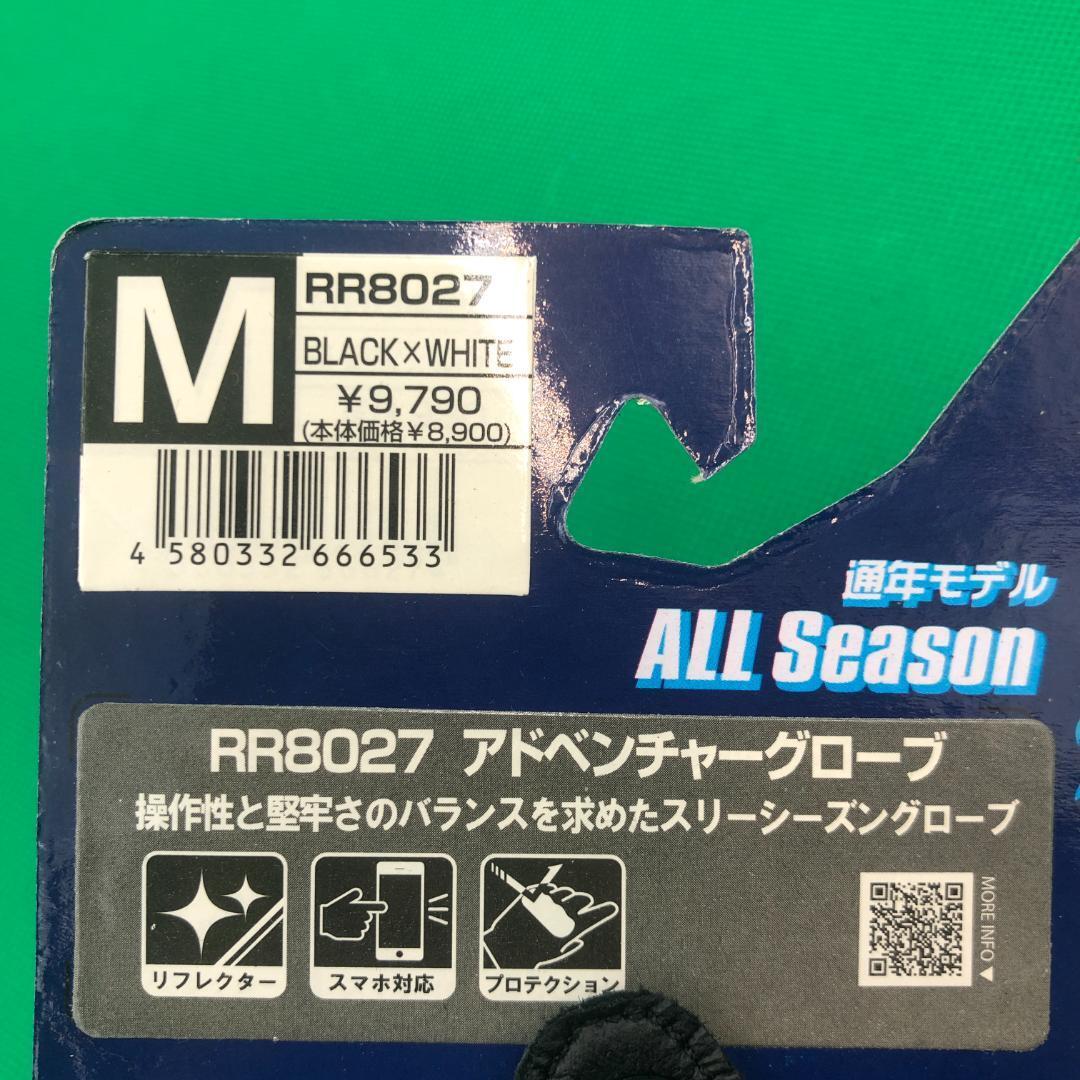 M
RR8027
BLACK×WHITE
¥9,790
(本体価格¥8,900)
4 580332 666533
通年モデル
ALL Season
RR8027 アドベンチャーグローブ
操作性と堅牢さのバランスを求めたスリーシーズングローブ
リフレクター
スマホ対応
プロテクション
MORE INFO▼